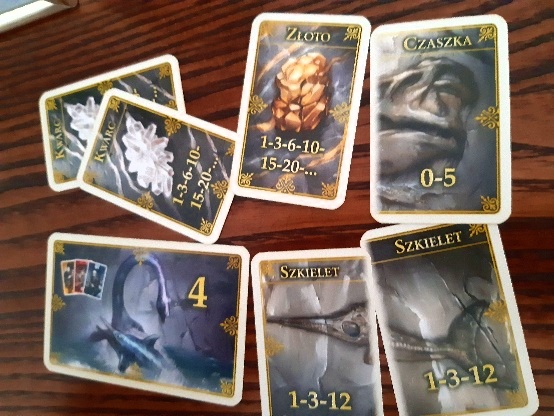 Kwarc
Kwarc
1-3-6-10-
15-20-...
Złoto
1-3-6-10-
15-20-...
Czaszka
0-5
4
Szkielet
1-3-12
Szkielet
1-3-12